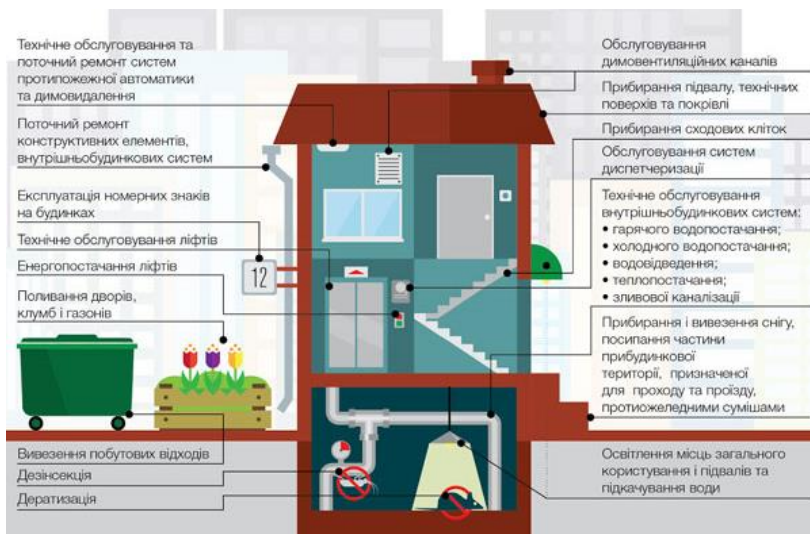 Технічне обслуговування та
поточний ремонт систем
протипожежної автоматики
та димовидалення
Поточний ремонт
конструктивних елементів,
внутрішньобудинкових систем
Експлуатація номерних знаків
на будинках
Технічне обслуговування ліфтів
Енергопостачання ліфтів
Поливання дворів,
клумб і газонів
12
Вивезення побутових відходів
Дезінсекція
Дератизація
Обслуговування
димовентиляційних каналів
Прибирання підвалу, технічних
поверхів та покрівлі
Прибирання сходових кліток
Обслуговування систем
диспетчеризації
Технічне обслуговування
внутрішньобудинкових систем:
• гарячого водопостачання;
• холодного водопостачання;
• водовідведення;
• теплопостачання;
• зливової каналізації
Прибирання і вивезення снігу,
посипання частини
прибудинкової
території, призначеної
для проходу та проїзду,
протиожеледними сумішами
Освітлення місць загального
користування і підвалів та
підкачування води